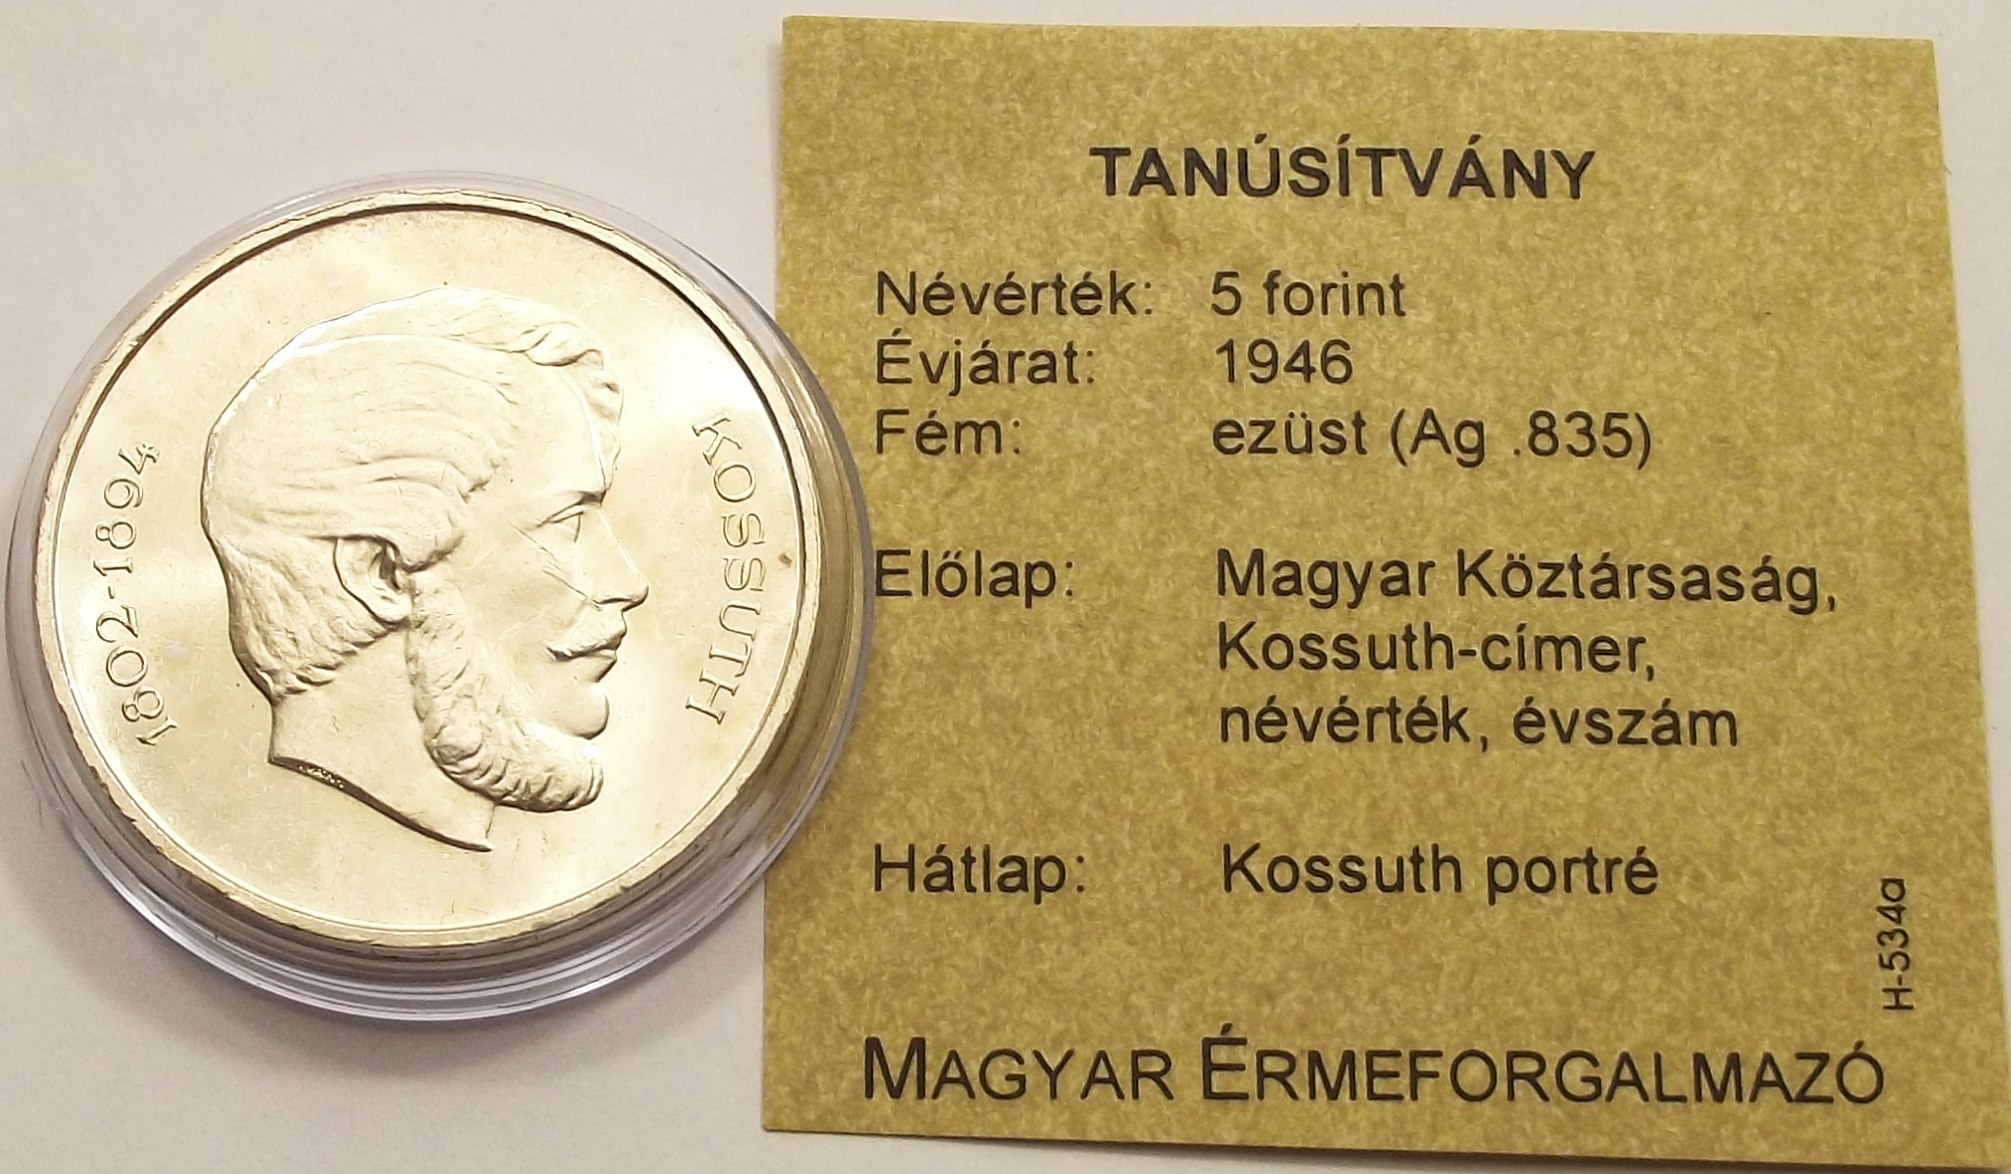 1802-1894
KOSSUTH
TANÚSÍTVÁNY
Névérték: 5 forint
Évjárat: 1946
Fém: ezüst (Ag .835)
Előlap: Magyar Köztársaság,
Kossuth-címer,
névérték, évszám
Hátlap: Kossuth portré
H-534a
MAGYAR ÉRMEFORGALMAZÓ